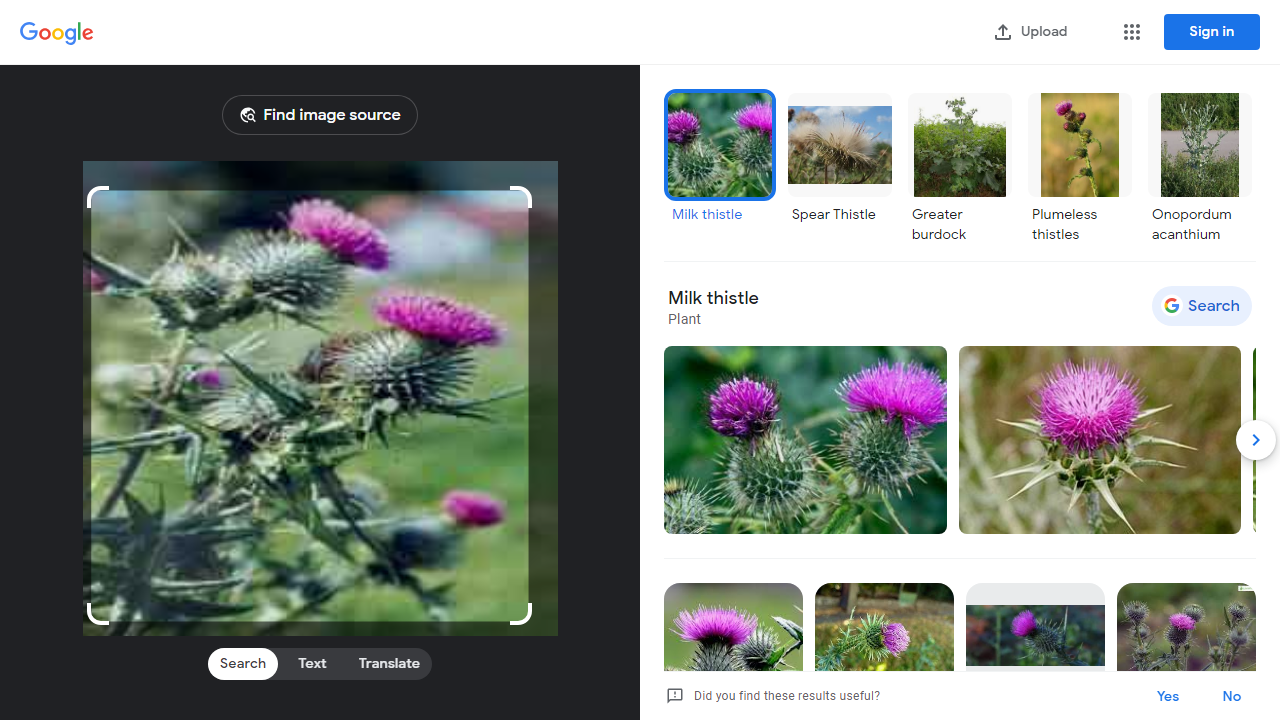 Google
Upload
Sign in
Find image source
Milk thistle
Spear Thistle
Greater
burdock
Plumeless
thistles
Onopordum
acanthium
Milk thistle
Plant
Search
Search
Text
Translate
Did you find these results useful?
Yes
No